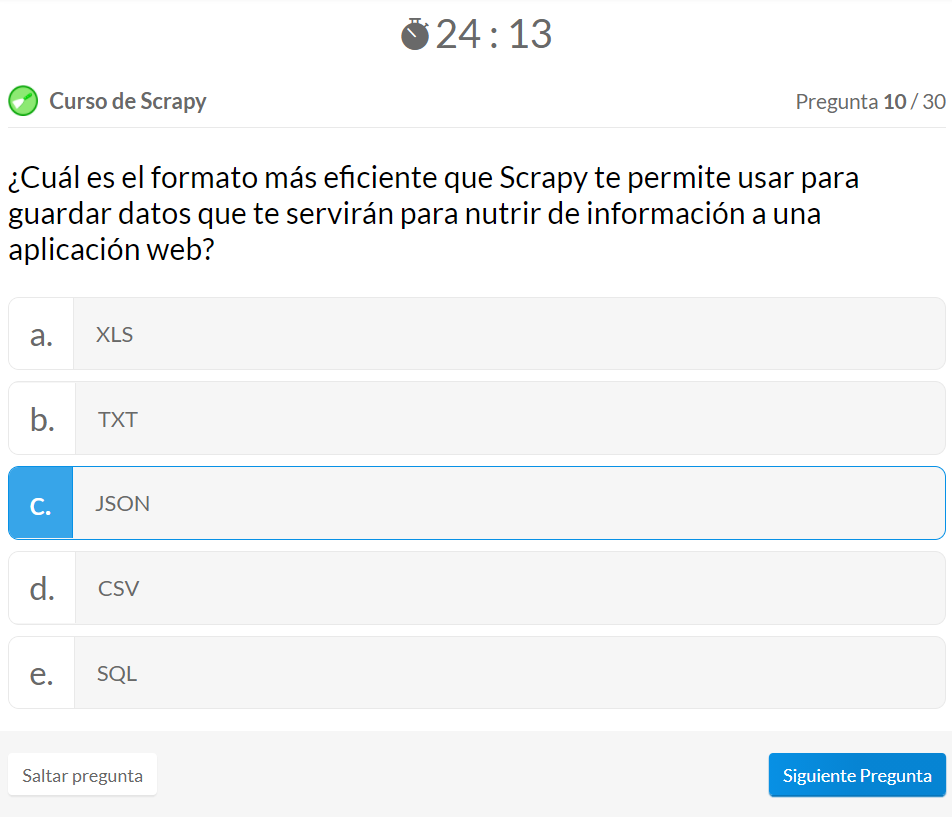 24 : 13
Curso de Scrapy
Pregunta 10 / 30
¿Cuál es el formato más eficiente que Scrapy te permite usar para
guardar datos que te servirán para nutrir de información a una
aplicación web?
a. XLS
b. TXT
c. JSON
d. CSV
e. SQL
Saltar pregunta
Siguiente Pregunta